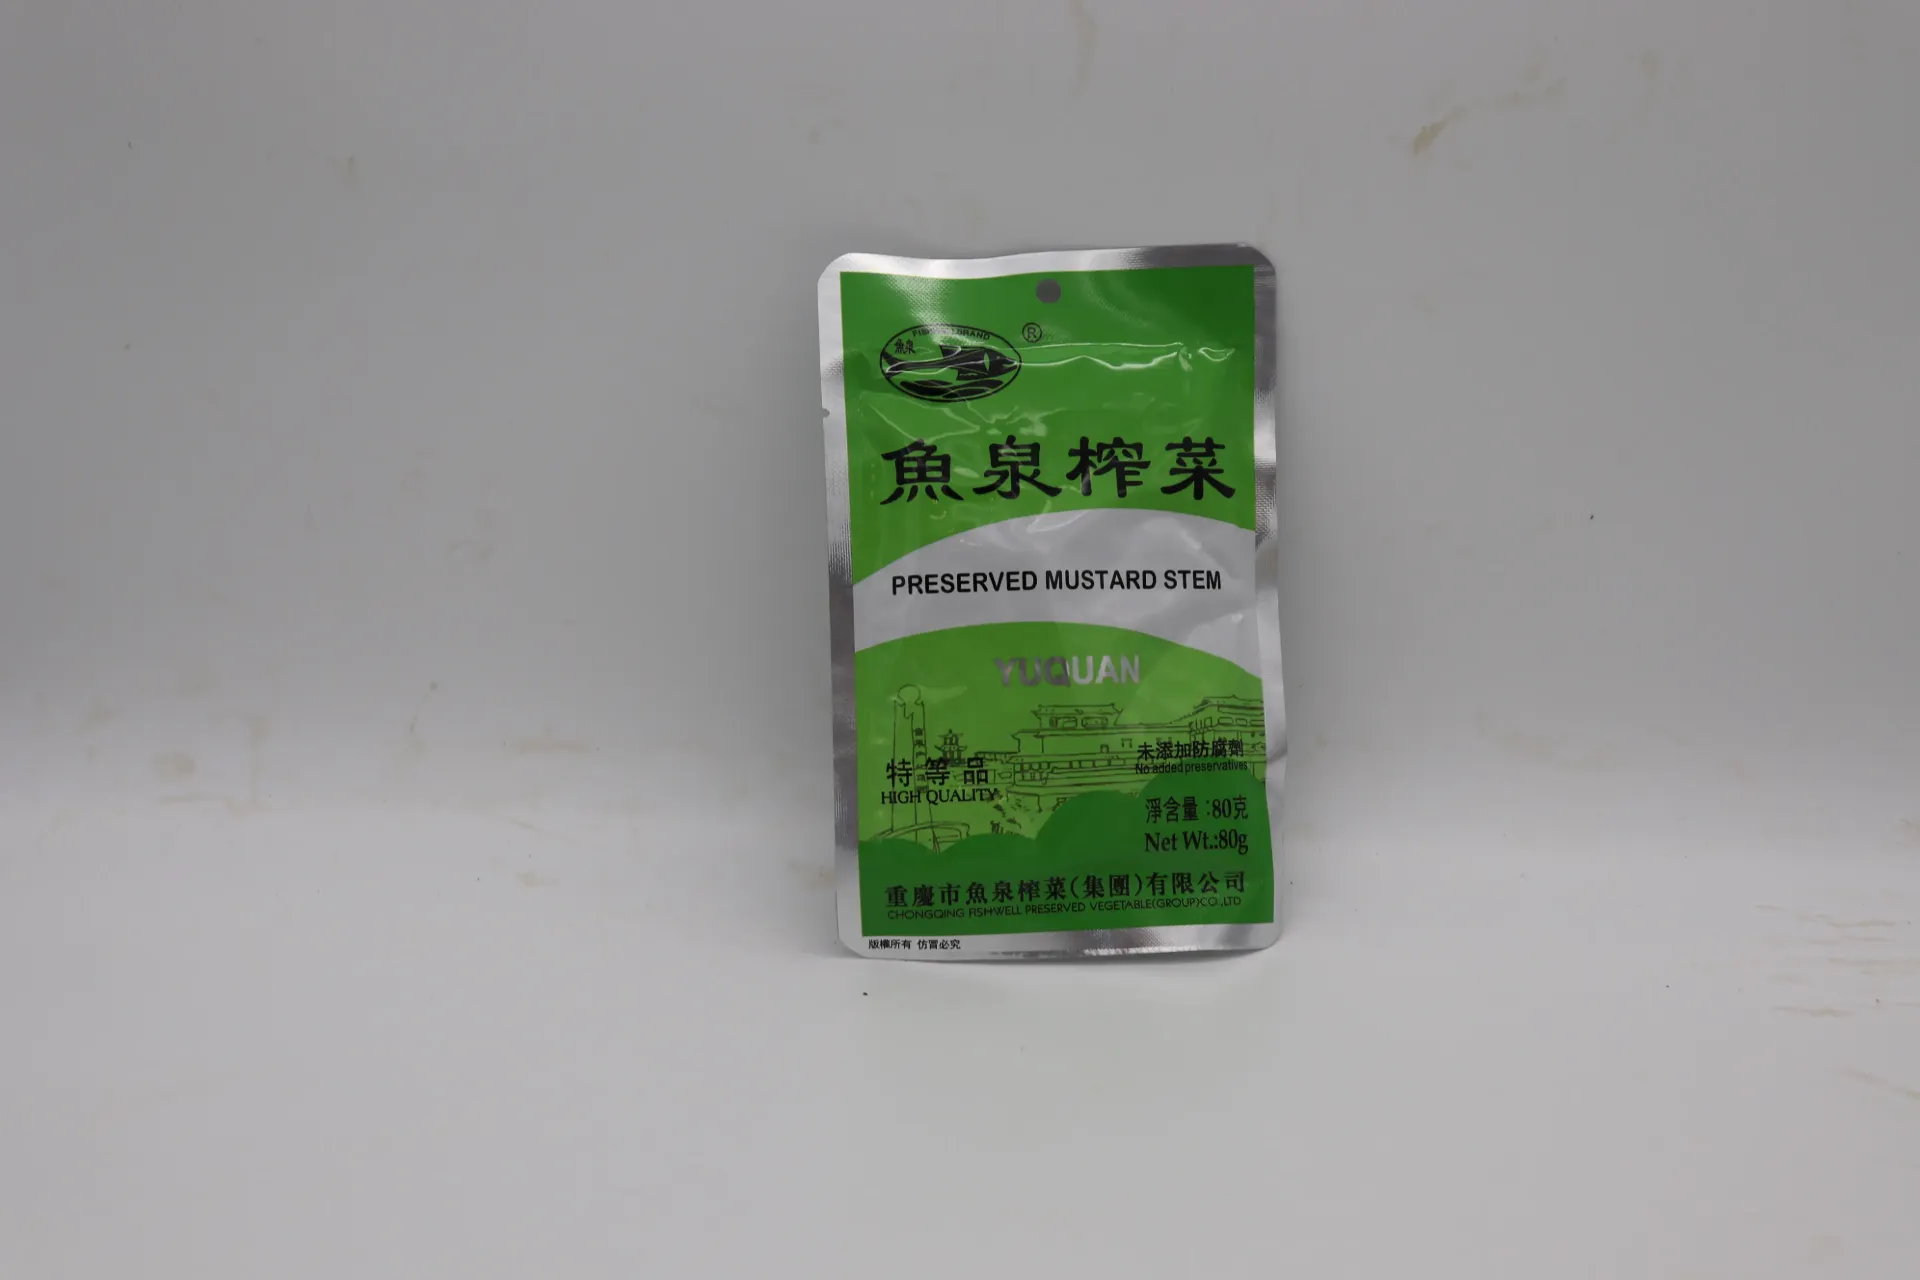 FISHWELL BRAND
魚泉
®
魚泉榨菜
PRESERVED MUSTARD STEM
YUQUAN
未添加防腐劑
No added preservatives
特等品
HIGH QUALITY
淨含量:80克
Net Wt.:80g
重慶市魚泉榨菜(集團)有限公司
CHONGQING FISHWELL PRESERVED VEGETABLE(GROUP)CO.,LTD
版權所有 仿冒必究